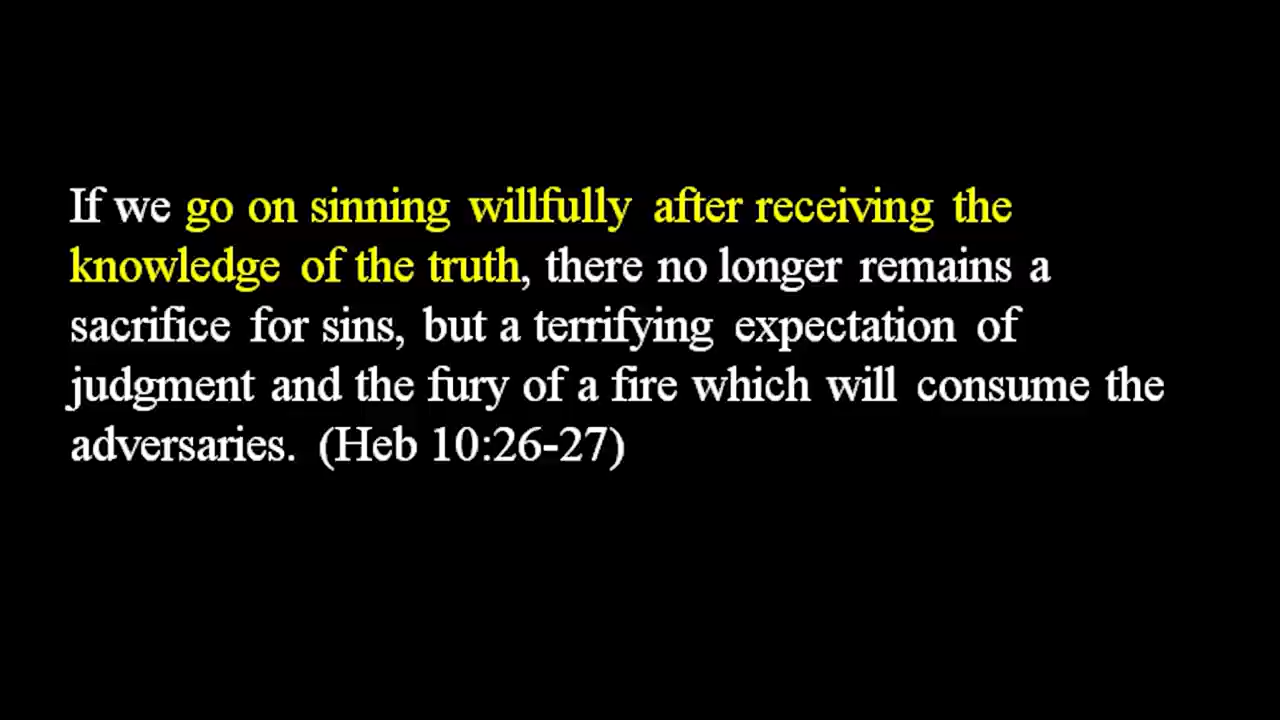 If we go on sinning willfully after receiving the
knowledge of the truth, there no longer remains a
sacrifice for sins, but a terrifying expectation of
judgment and the fury of a fire which will consume the
adversaries. (Heb 10:26-27)